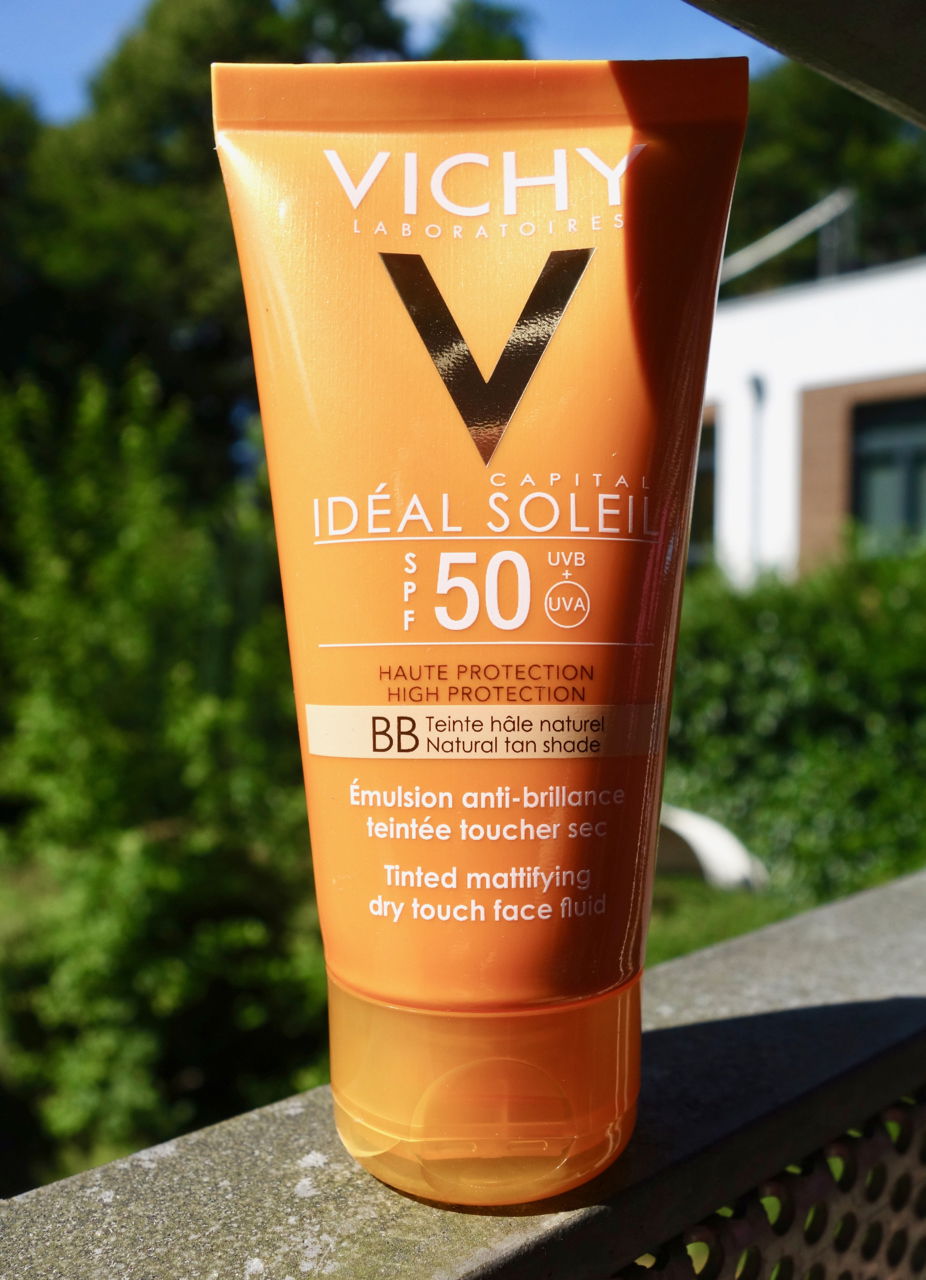 VICHY
LABORATOIRES
V
CAPITAL
IDÉAL SOLEIL
SPF 50 UVB
+
UVA
HAUTE PROTECTION
HIGH PROTECTION
BB Teinte hâle naturel
Natural tan shade
Émulsion anti-brillance
teintée toucher sec
Tinted mattifying
dry touch face fluid